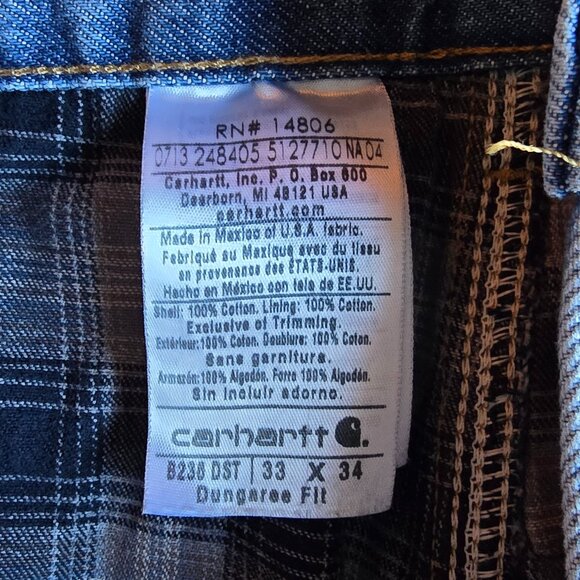 RN# 14806
0713 248405 5127710 NA 04
Carhartt, Inc. P. O. Box 600
Dearborn, MI 48121 USA
carhartt.com
Made in Mexico of U.S.A. fabric.
Fabriqué au Mexique avec du tissu
en provenance des ÉTATS-UNIS.
Hecho en México con tela de EE.UU.
Shell: 100% Cotton. Lining: 100% Cotton.
Exclusive of Trimming.
Extérieur:100% Coton. Doublure: 100% Coton.
Sans garniture.
Armazón:100% Algodón. Forro 100% Algodón.
Sin incluir adorno.
carhartt
B236 DST 33 X 34
Dungaree Fit